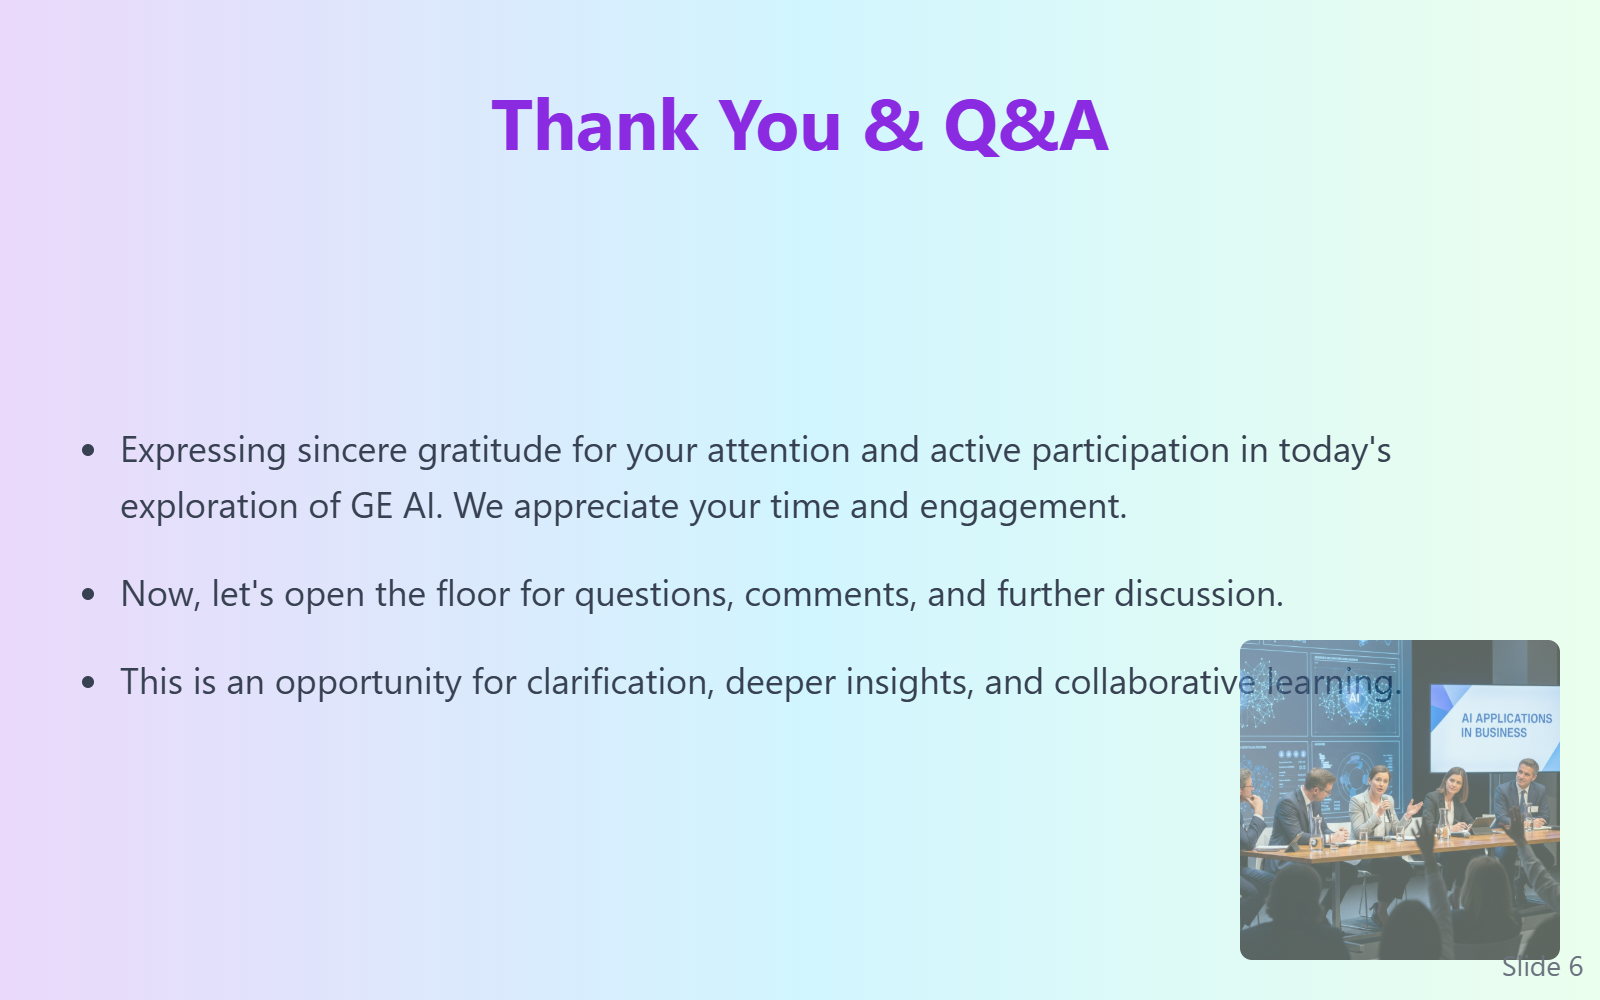 Thank You & Q&A
• Expressing sincere gratitude for your attention and active participation in today's
exploration of GE AI. We appreciate your time and engagement.
• Now, let's open the floor for questions, comments, and further discussion.
• This is an opportunity for clarification, deeper insights, and collaborative learning.
AI
AI APPLICATIONS
IN BUSINESS
Slide 6